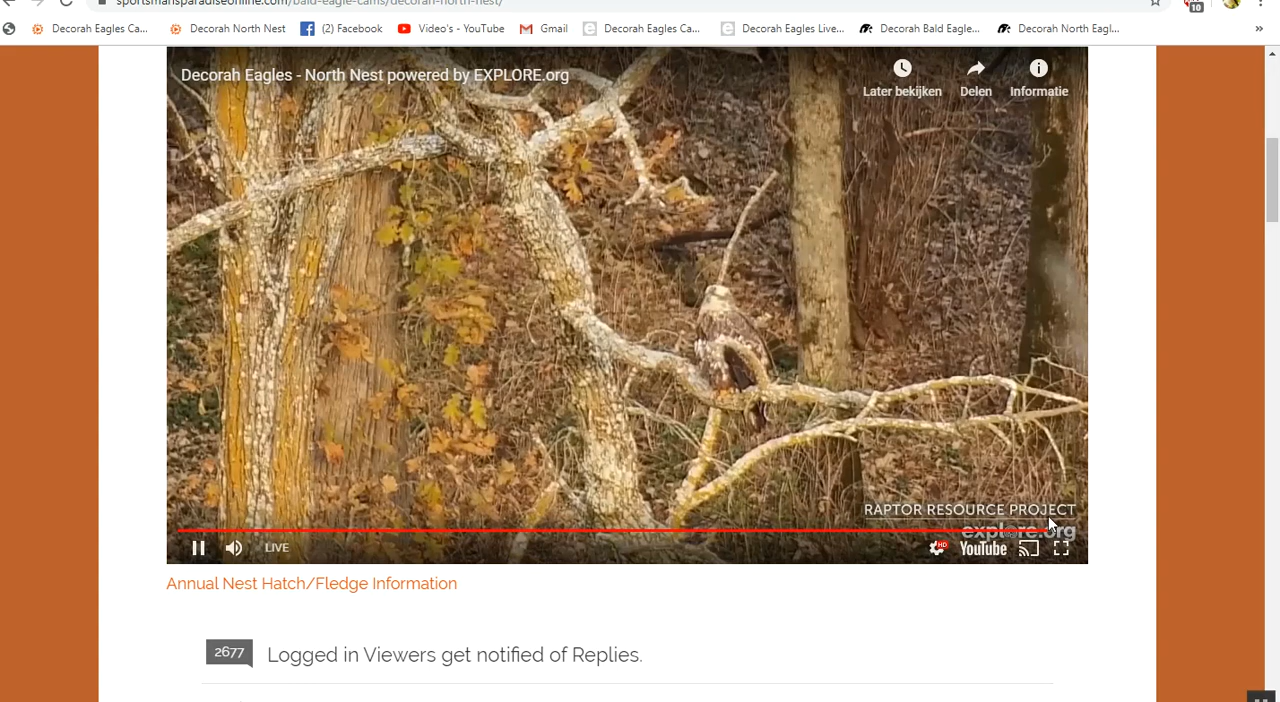 sportsmansparadiseonline.com/bald-eagle-cams/decorah-north-nest/
10
Decorah Eagles Ca... Decorah North Nest (2) Facebook Video's - YouTube Gmail Decorah Eagles Ca... Decorah Eagles Live... Decorah Bald Eagle... Decorah North Eagl... »
Decorah Eagles - North Nest powered by EXPLORE.org
Later bekijken Delen Informatie
RAPTOR RESOURCE PROJECT
explore.org
LIVE HD YouTube
Annual Nest Hatch/Fledge Information
2677 Logged in Viewers get notified of Replies.